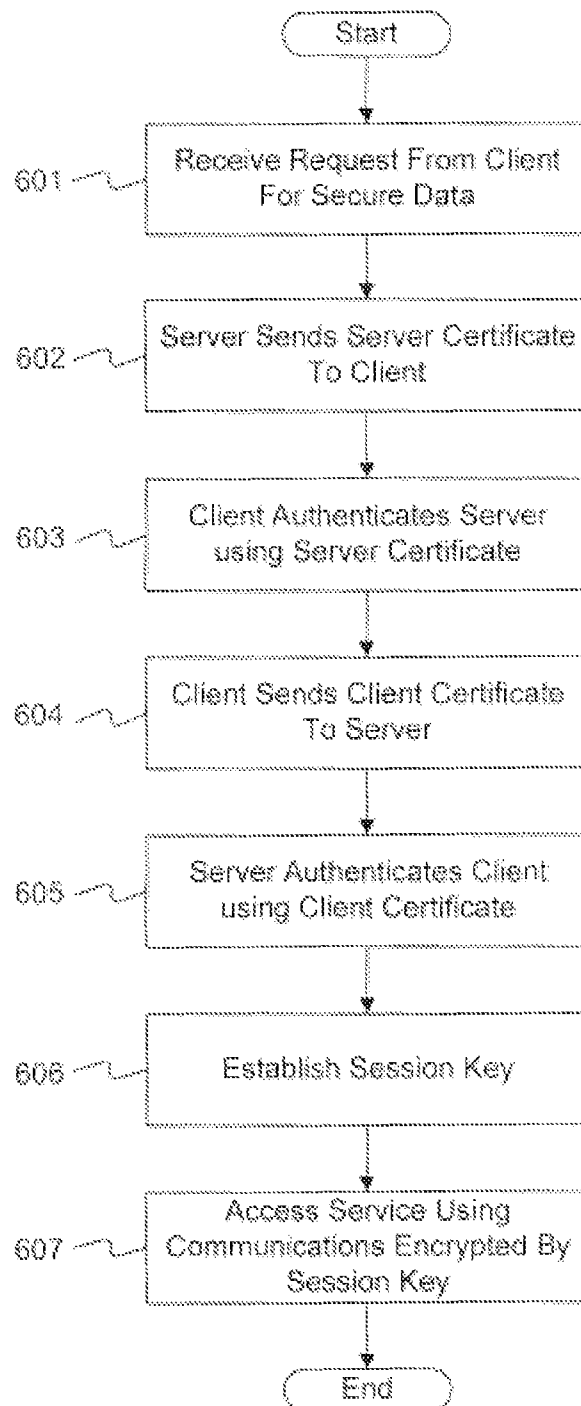 Start
601
Receive Request From Client
For Secure Data
602
Server Sends Server Certificate
To Client
603
Client Authenticates Server
using Server Certificate
604
Client Sends Client Certificate
To Server
605
Server Authenticates Client
using Client Certificate
606
Establish Session Key
607
Access Service Using
Communications Encrypted By
Session Key
End